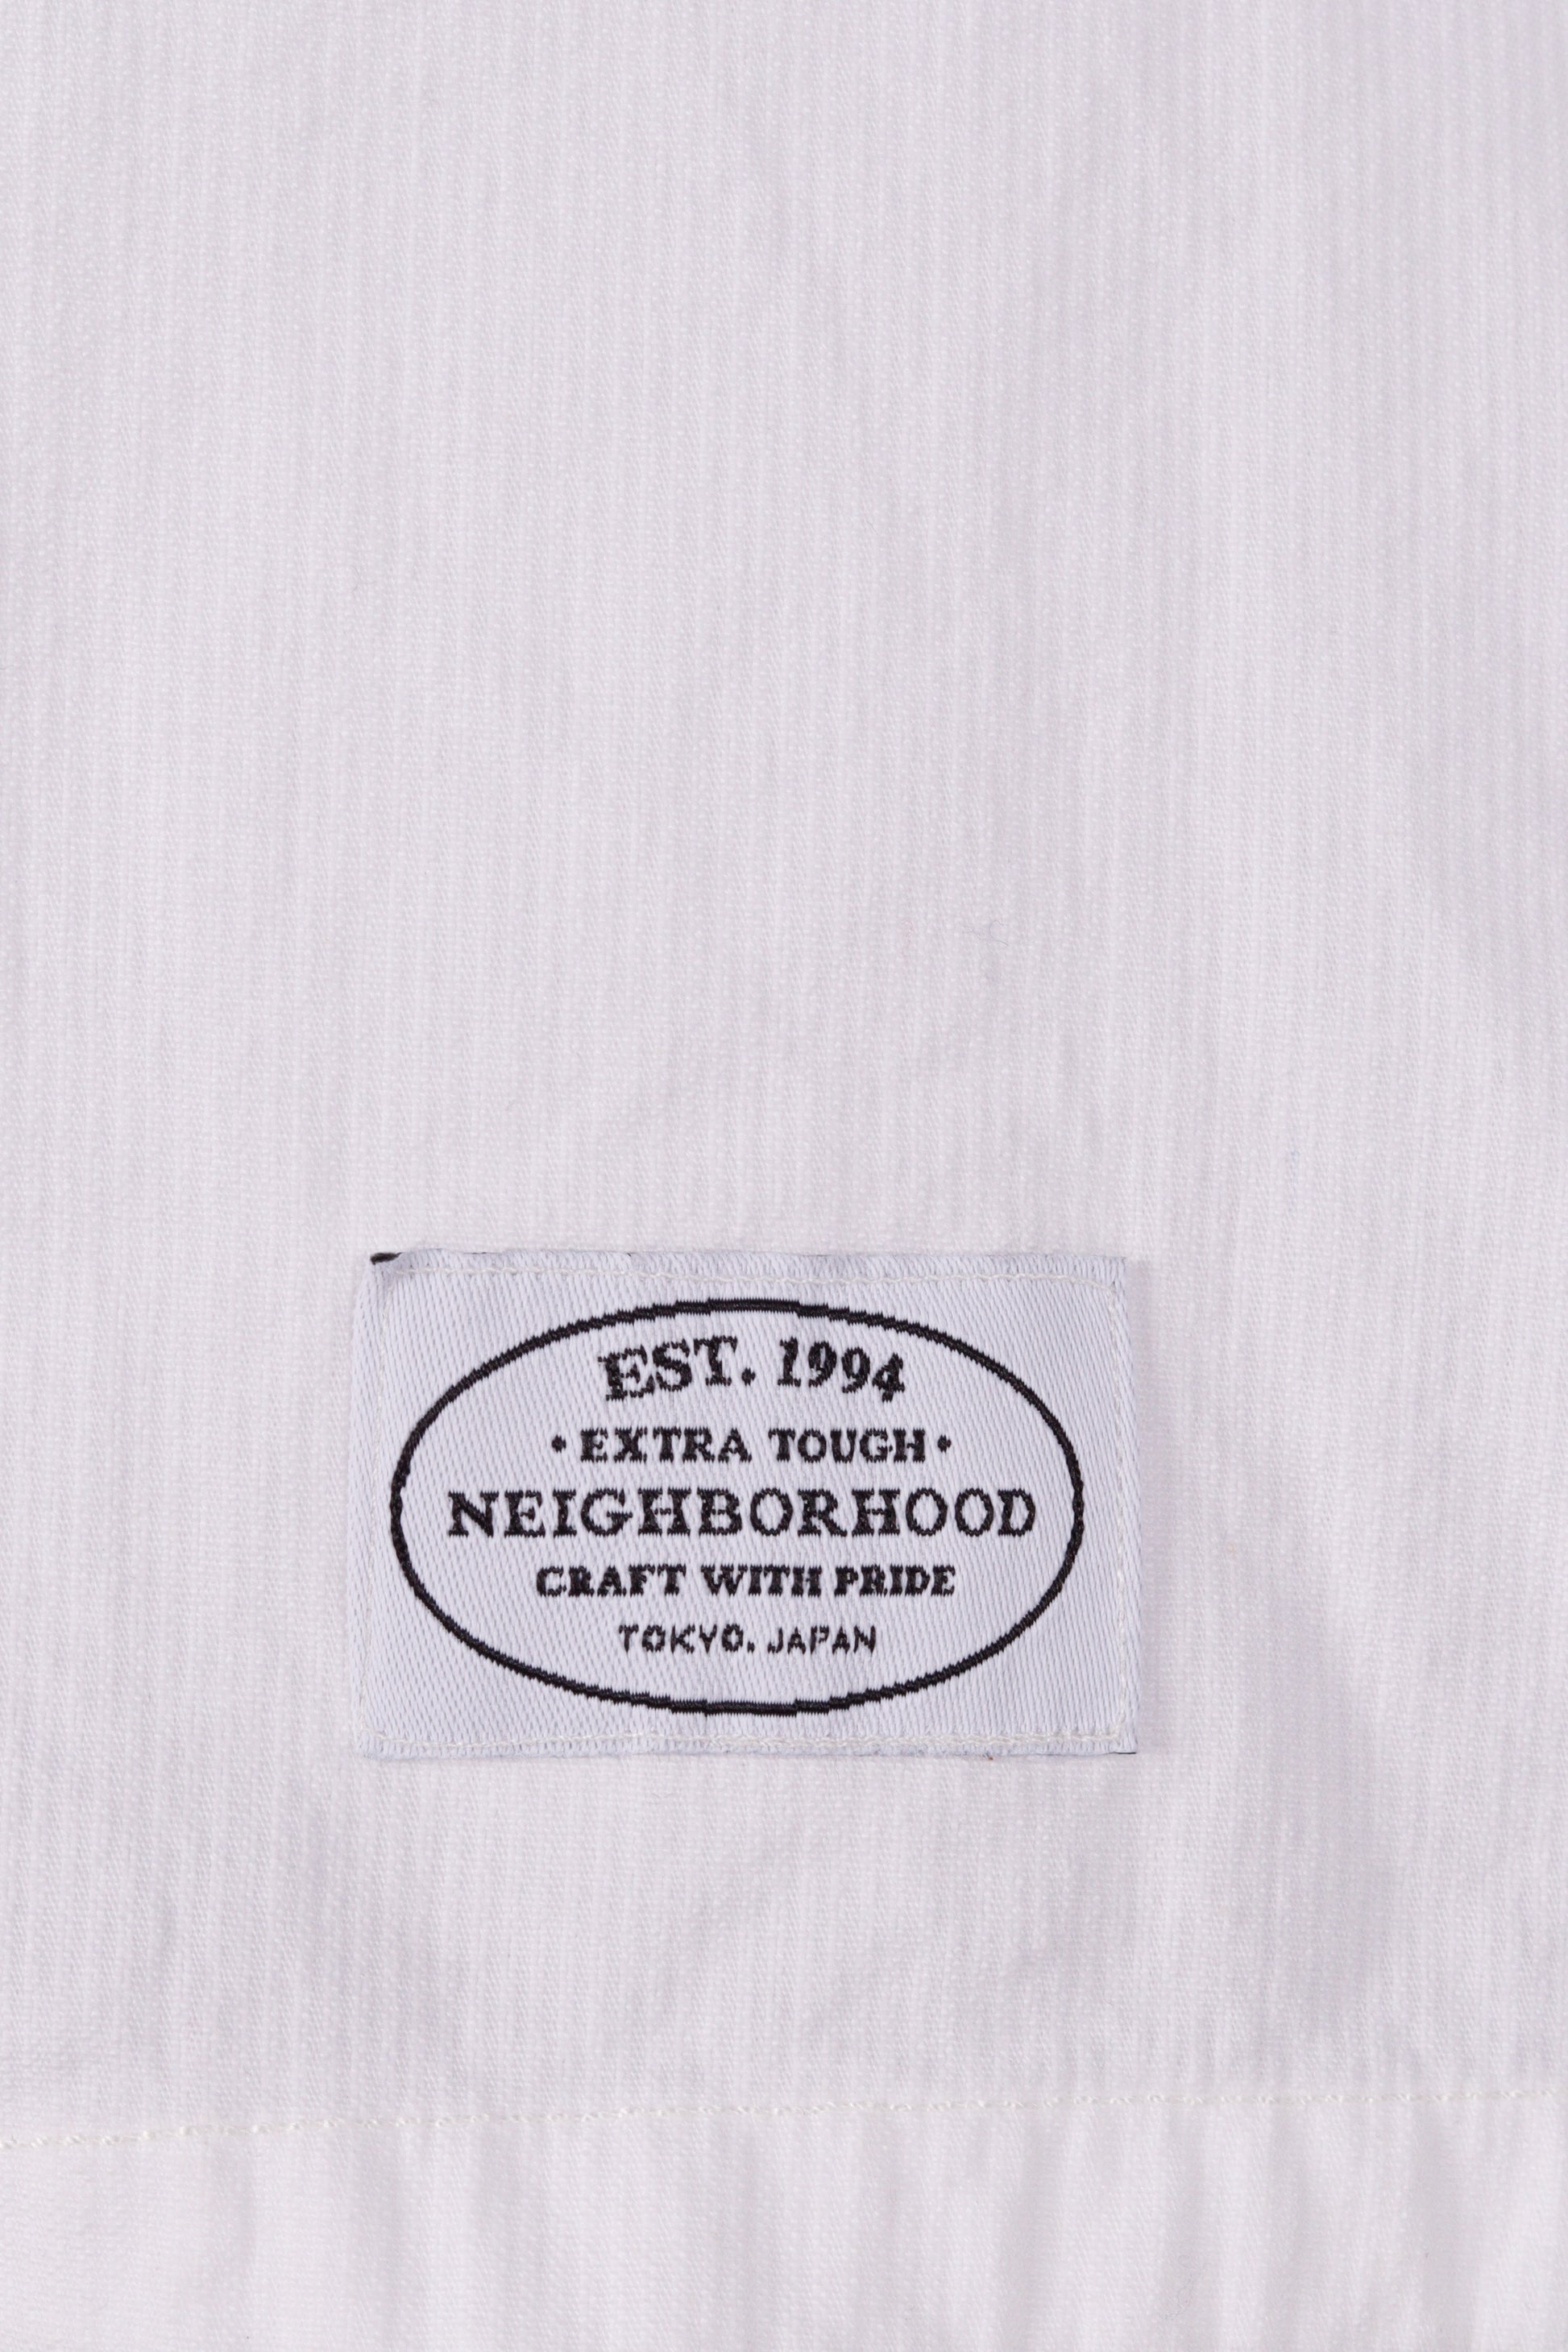 EST. 1994
• EXTRA TOUGH •
NEIGHBORHOOD
CRAFT WITH PRIDE
TOKYO. JAPAN